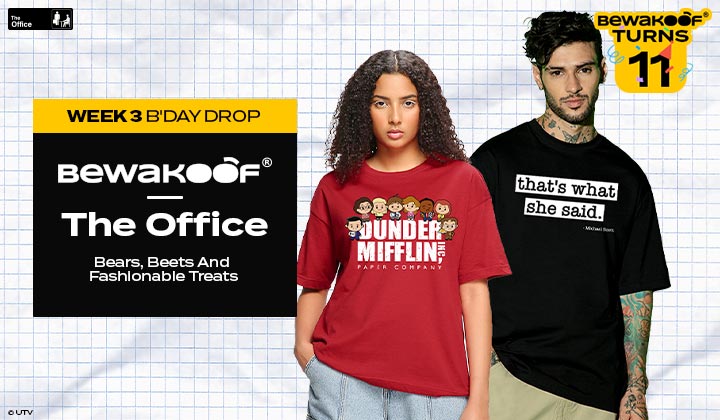 The
Office
BEWAKOOF®
TURNS
11
WEEK 3 B'DAY DROP
BEWAKOOF®
The Office
Bears, Beets And
Fashionable Treats
DUNDER
MIFFLIN INC,
PAPER COMPANY
that's what
she said.
- Michael Scott
© UTV